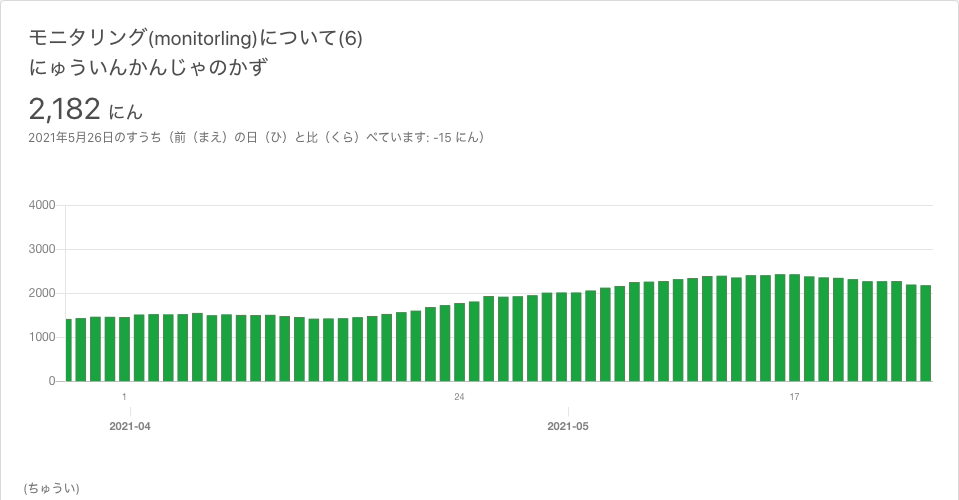 モニタリング(monitorling)について(6)
にゅういんかんじゃのかず
2,182 にん
2021年5月26日のすうち（前（まえ）の日（ひ）と比（くら）べています: -15 にん）
4000
3000
2000
1000
0
1 24 17
2021-04 2021-05
(ちゅうい)